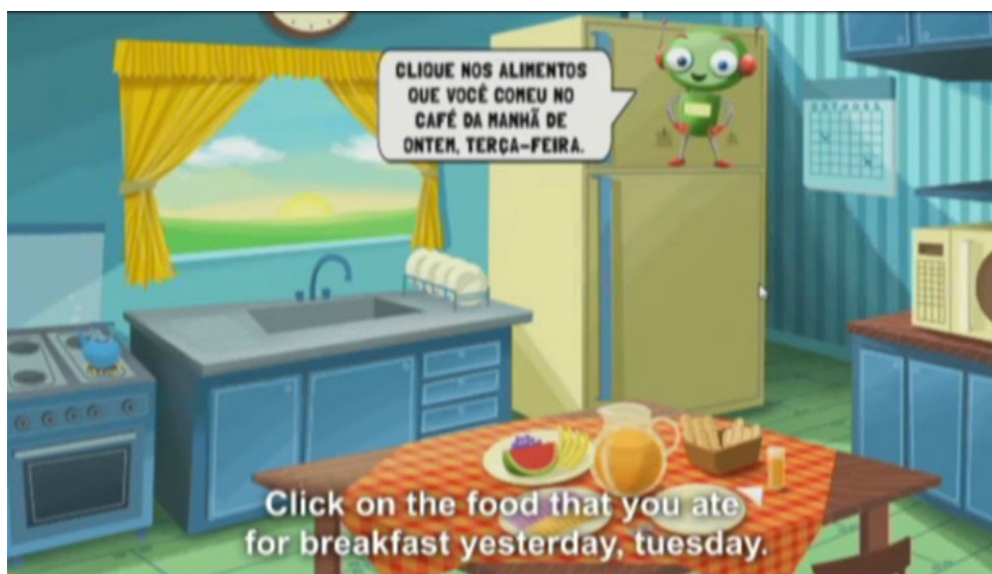 CLIQUE NOS ALIMENTOS
QUE VOCÊ COMEU NO
CAFÉ DA MANHÃ DE
ONTEM, TERÇA-FEIRA.
Click on the food that you ate
for breakfast yesterday, tuesday.